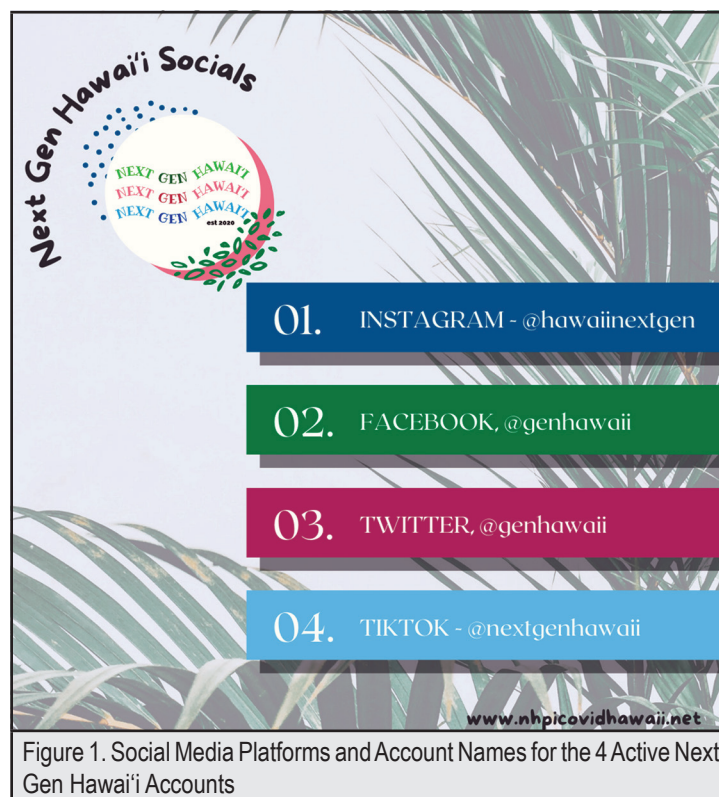 Next Gen Hawai'i Socials
NEXT GEN HAWAI'I
NEXT GEN HAWAI'I
NEXT GEN HAWAI'I
est 2020
01. INSTAGRAM - @hawaiinextgen
02. FACEBOOK, @genhawaii
03. TWITTER, @genhawaii
04. TIKTOK - @nextgenhawaii
www.nhpicovidhawaii.net
Figure 1. Social Media Platforms and Account Names for the 4 Active Next
Gen Hawai‘i Accounts